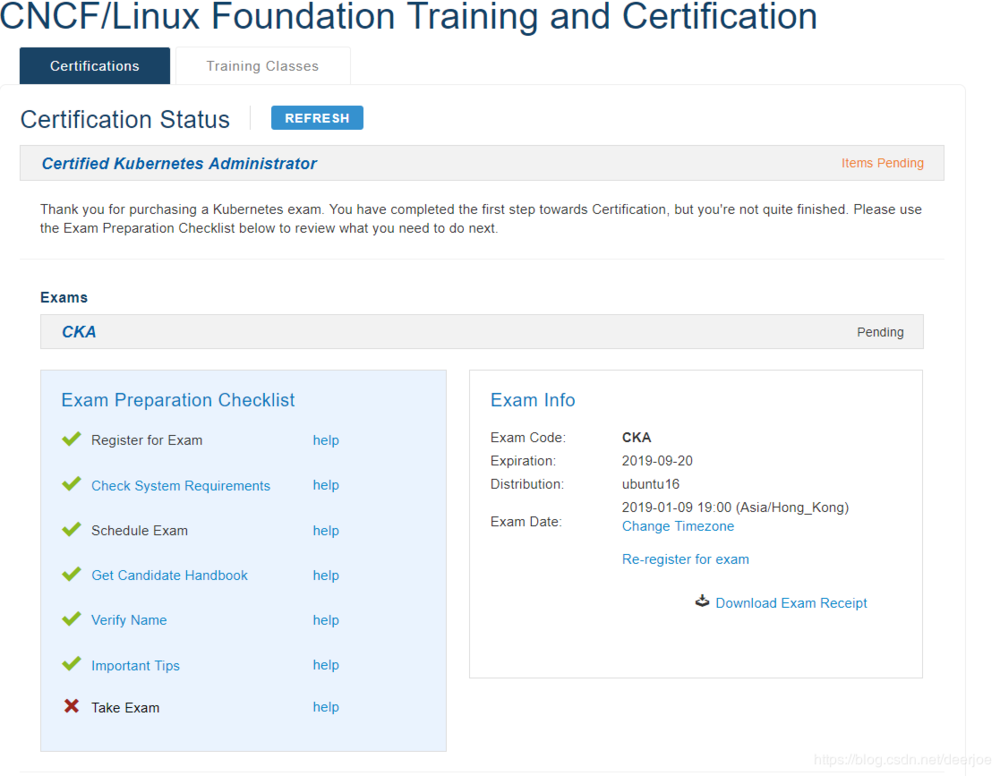 CNCF/Linux Foundation Training and Certification
Certifications
Training Classes
Certification Status
REFRESH
Certified Kubernetes Administrator
Items Pending
Thank you for purchasing a Kubernetes exam. You have completed the first step towards Certification, but you're not quite finished. Please use
the Exam Preparation Checklist below to review what you need to do next.
Exams
CKA
Pending
Exam Preparation Checklist
Register for Exam help
Check System Requirements help
Schedule Exam help
Get Candidate Handbook help
Verify Name help
Important Tips help
Take Exam help
Exam Info
Exam Code: CKA
Expiration: 2019-09-20
Distribution: ubuntu16
Exam Date: 2019-01-09 19:00 (Asia/Hong_Kong)
Change Timezone
Re-register for exam
Download Exam Receipt
https://blog.csdn.net/deerjoe